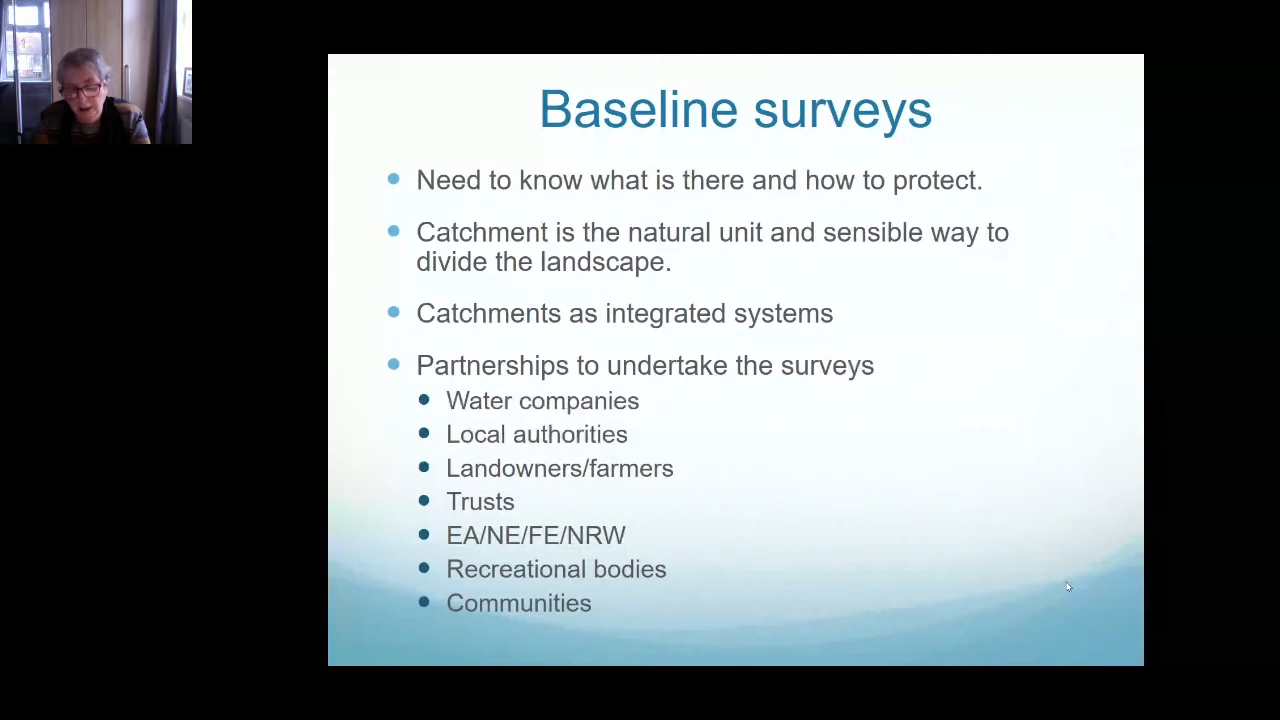 Baseline surveys
Need to know what is there and how to protect.
Catchment is the natural unit and sensible way to
divide the landscape.
Catchments as integrated systems
Partnerships to undertake the surveys
Water companies
Local authorities
Landowners/farmers
Trusts
EA/NE/FE/NRW
Recreational bodies
Communities